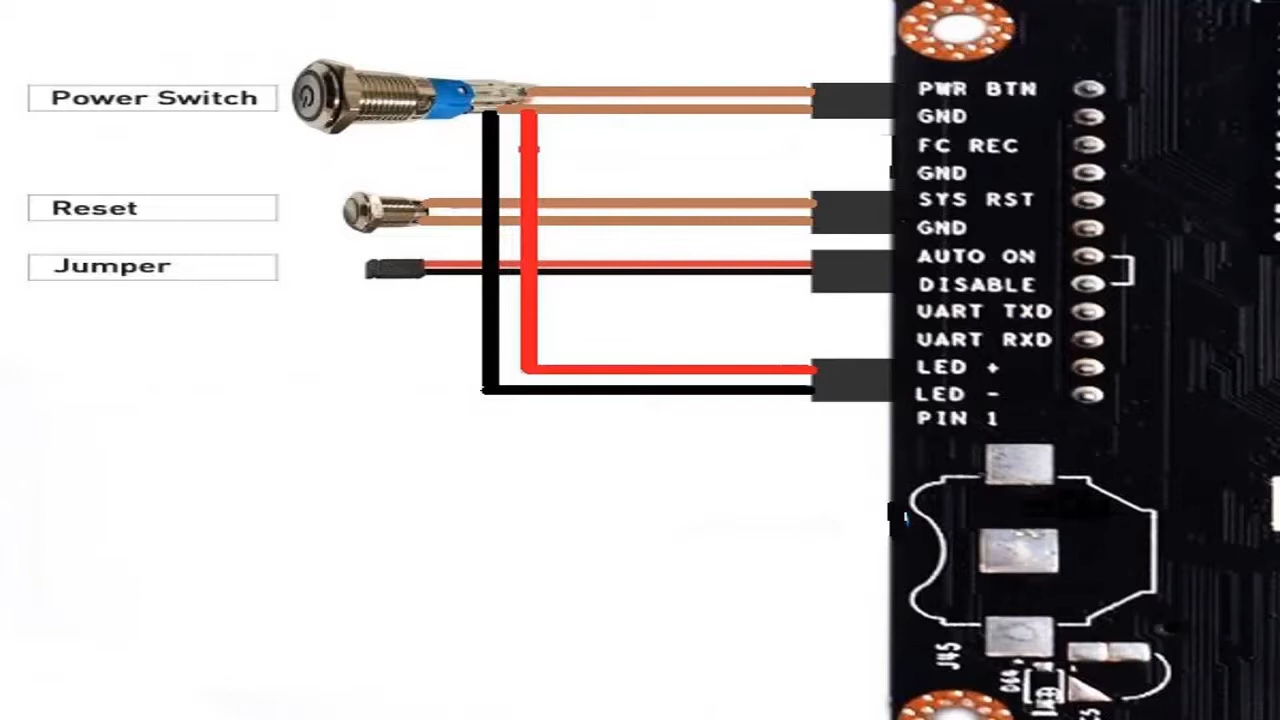 Power Switch
Reset
Jumper
PWR BTN
GND
FC REC
GND
SYS RST
GND
AUTO ON
DISABLE
UART TXD
UART RXD
LED +
LED -
PIN 1
J45